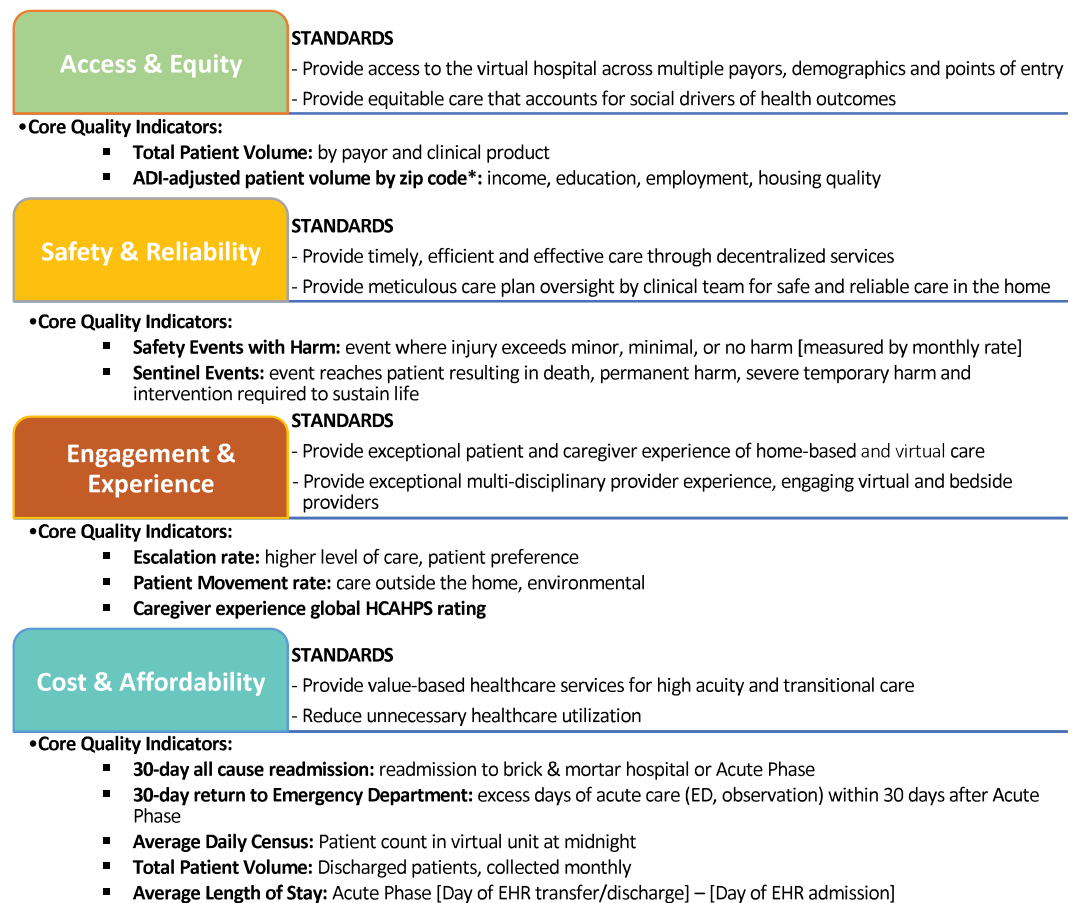 Access & Equity
STANDARDS
- Provide access to the virtual hospital across multiple payors, demographics and points of entry
- Provide equitable care that accounts for social drivers of health outcomes
•Core Quality Indicators:
▪ Total Patient Volume: by payor and clinical product
▪ ADI-adjusted patient volume by zip code*: income, education, employment, housing quality
Safety & Reliability
STANDARDS
- Provide timely, efficient and effective care through decentralized services
- Provide meticulous care plan oversight by clinical team for safe and reliable care in the home
•Core Quality Indicators:
▪ Safety Events with Harm: event where injury exceeds minor, minimal, or no harm [measured by monthly rate]
▪ Sentinel Events: event reaches patient resulting in death, permanent harm, severe temporary harm and
intervention required to sustain life
Engagement &
Experience
STANDARDS
- Provide exceptional patient and caregiver experience of home-based and virtual care
- Provide exceptional multi-disciplinary provider experience, engaging virtual and bedside
providers
•Core Quality Indicators:
▪ Escalation rate: higher level of care, patient preference
▪ Patient Movement rate: care outside the home, environmental
▪ Caregiver experience global HCAHPS rating
Cost & Affordability
STANDARDS
- Provide value-based healthcare services for high acuity and transitional care
- Reduce unnecessary healthcare utilization
•Core Quality Indicators:
▪ 30-day all cause readmission: readmission to brick & mortar hospital or Acute Phase
▪ 30-day return to Emergency Department: excess days of acute care (ED, observation) within 30 days after Acute
Phase
▪ Average Daily Census: Patient count in virtual unit at midnight
▪ Total Patient Volume: Discharged patients, collected monthly
▪ Average Length of Stay: Acute Phase [Day of EHR transfer/discharge] – [Day of EHR admission]